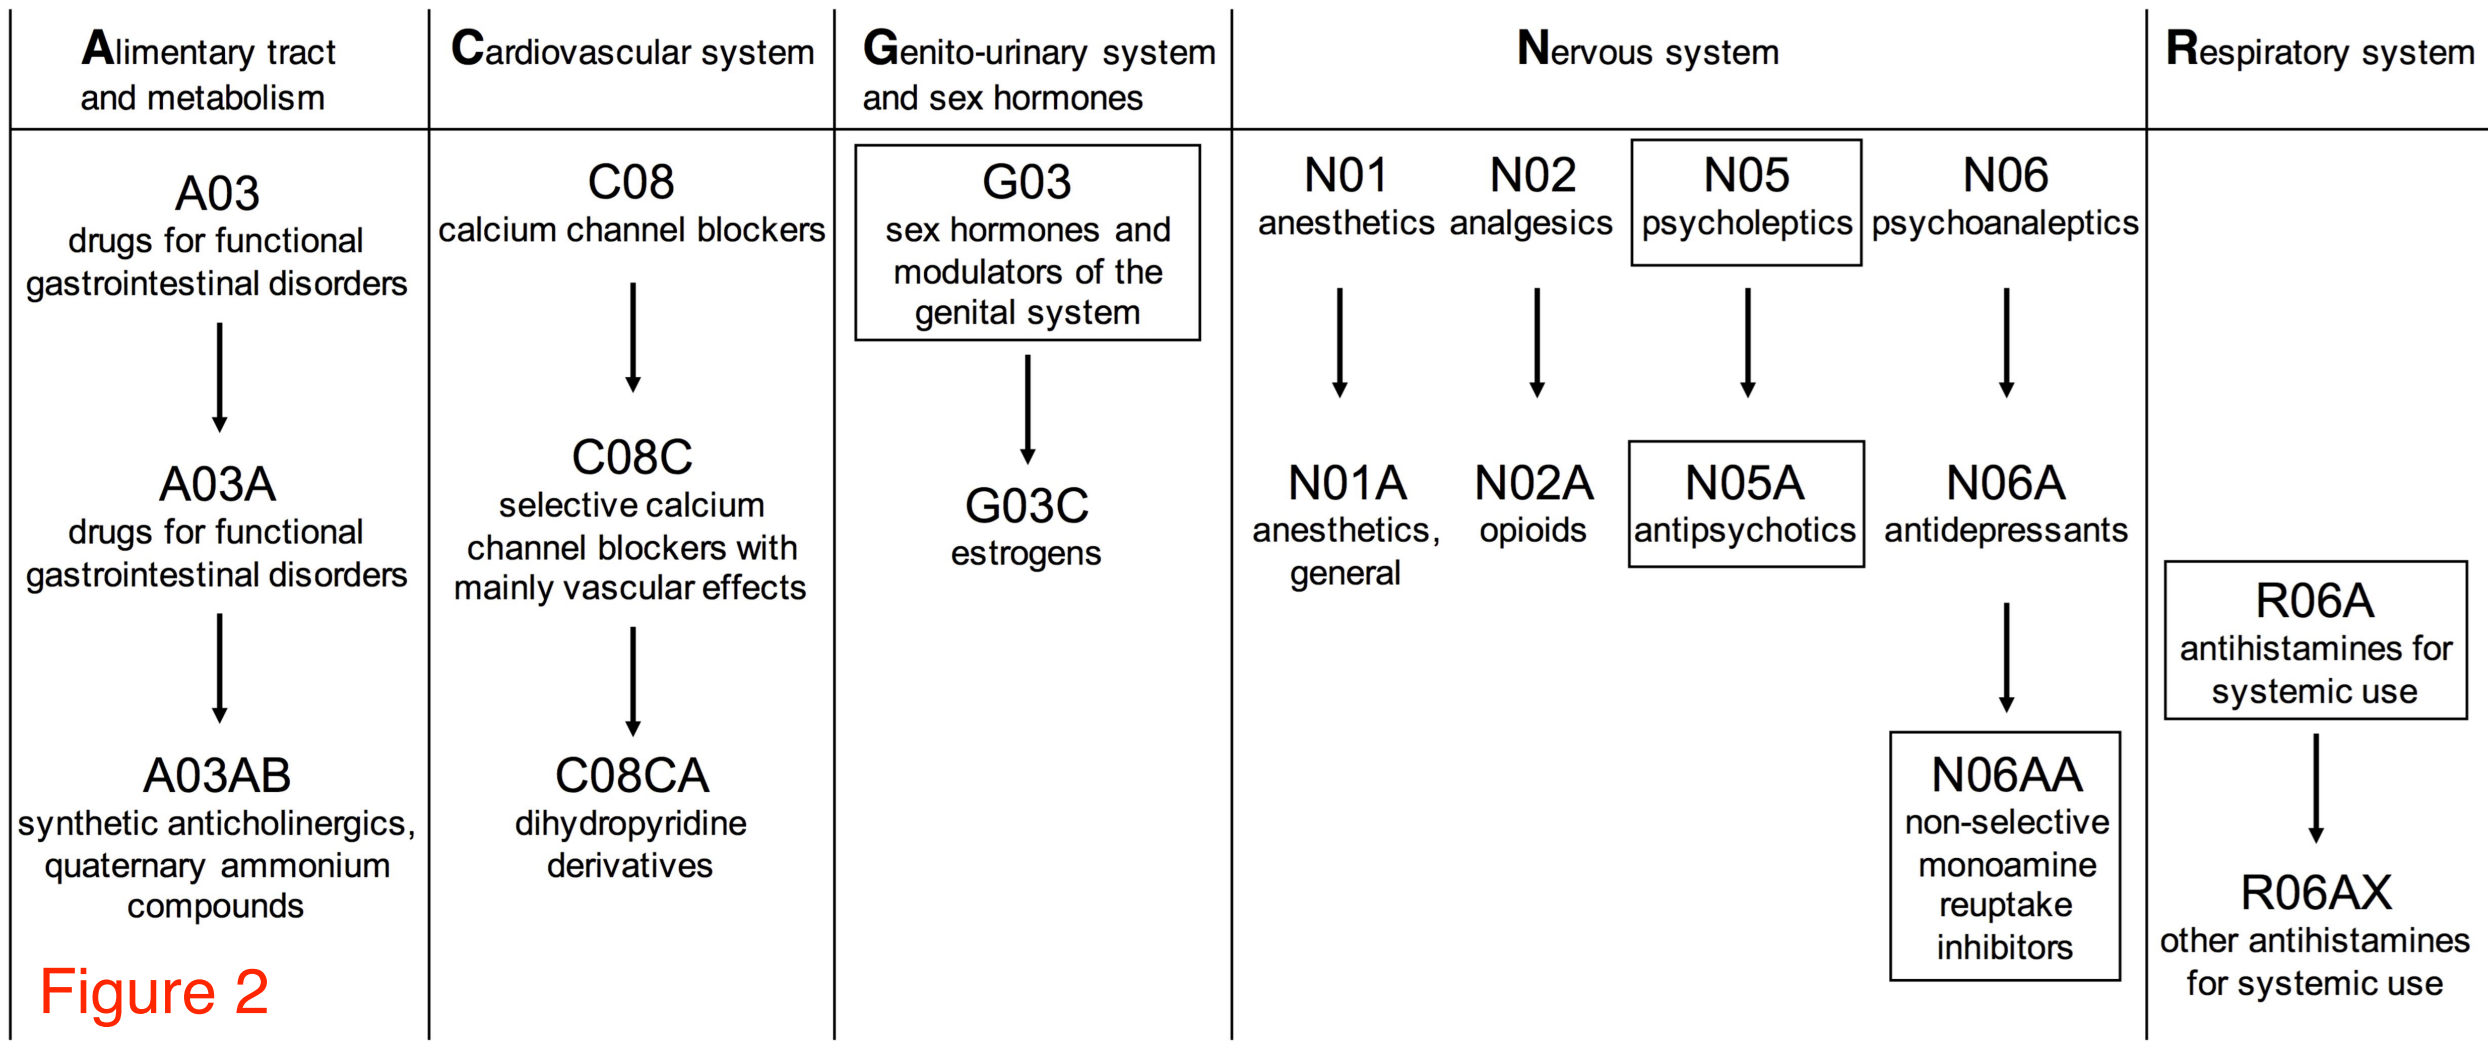 Alimentary tract
and metabolism
Cardiovascular system
Genito-urinary system
and sex hormones
Nervous system
Respiratory system
A03
drugs for functional
gastrointestinal disorders
A03A
drugs for functional
gastrointestinal disorders
A03AB
synthetic anticholinergics,
quaternary ammonium
compounds
C08
calcium channel blockers
C08C
selective calcium
channel blockers with
mainly vascular effects
C08CA
dihydropyridine
derivatives
G03
sex hormones and
modulators of the
genital system
G03C
estrogens
N01
anesthetics
N01A
anesthetics,
general
N02
analgesics
N02A
opioids
N05
psycholeptics
N05A
antipsychotics
N06
psychoanaleptics
N06A
antidepressants
N06AA
non-selective
monoamine
reuptake
inhibitors
R06A
antihistamines for
systemic use
R06AX
other antihistamines
for systemic use
Figure 2